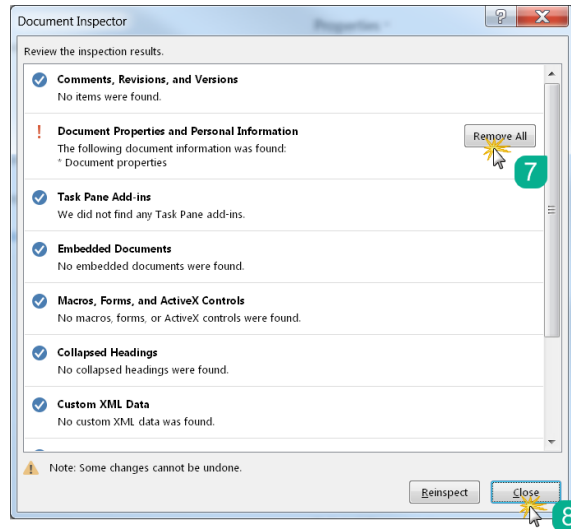 Document Inspector
?
X
Review the inspection results.
Comments, Revisions, and Versions
No items were found.
!
Document Properties and Personal Information
The following document information was found:
* Document properties
Remove All
7
Task Pane Add-ins
We did not find any Task Pane add-ins.
Embedded Documents
No embedded documents were found.
Macros, Forms, and ActiveX Controls
No macros, forms, or ActiveX controls were found.
Collapsed Headings
No collapsed headings were found.
Custom XML Data
No custom XML data was found.
Note: Some changes cannot be undone.
Reinspect
Close
8